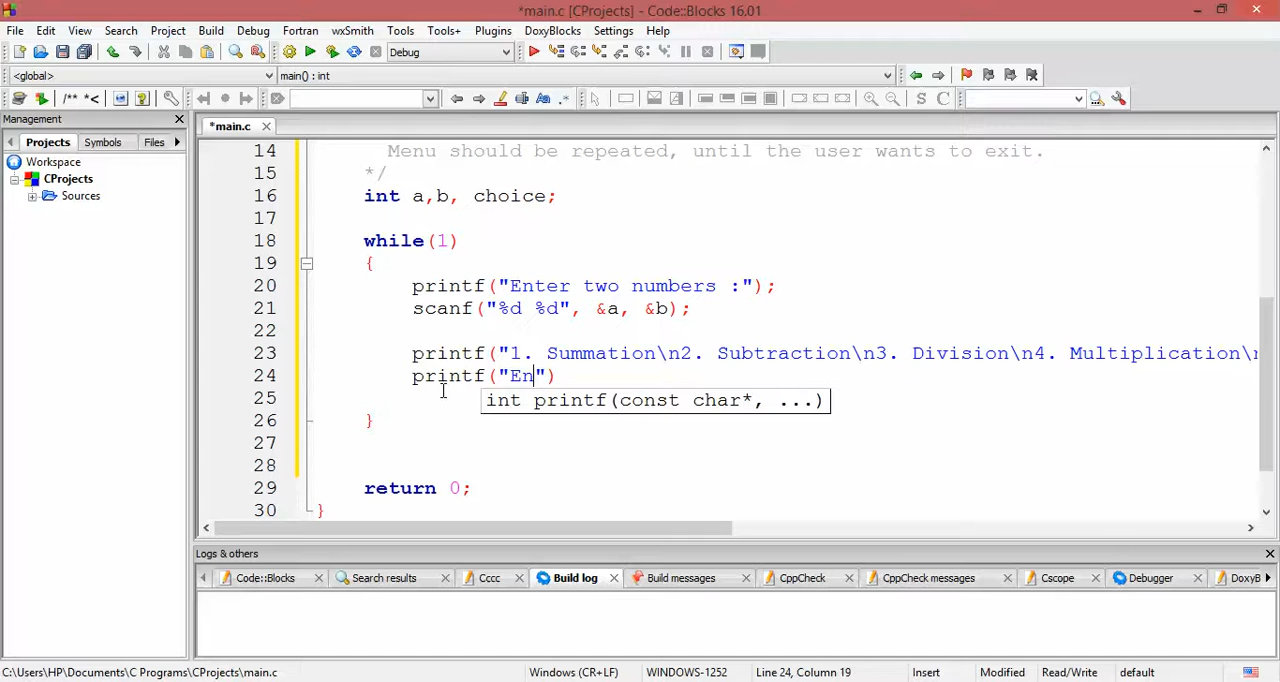 *main.c [CProjects] - Code::Blocks 16.01
File Edit View Search Project Build Debug Fortran wxSmith Tools Tools+ Plugins DoxyBlocks Settings Help
Debug
<global> main() : int
/** *< S C
Management
*main.c
Projects Symbols Files
Workspace
CProjects
Sources
14 Menu should be repeated, until the user wants to exit.
15 */
16 int a,b, choice;
17
18 while(1)
19 {
20 printf("Enter two numbers :");
21 scanf("%d %d", &a, &b);
22
23 printf("1. Summation\n2. Subtraction\n3. Division\n4. Multiplication\
24 printf("En")
25 int printf(const char*, ...)
26 }
27
28
29 return 0;
30 }
Logs & others
Code::Blocks Search results Cccc Build log Build messages CppCheck CppCheck messages Cscope Debugger DoxyB
C:\Users\HP\Documents\C Programs\CProjects\main.c Windows (CR+LF) WINDOWS-1252 Line 24, Column 19 Insert Modified Read/Write default